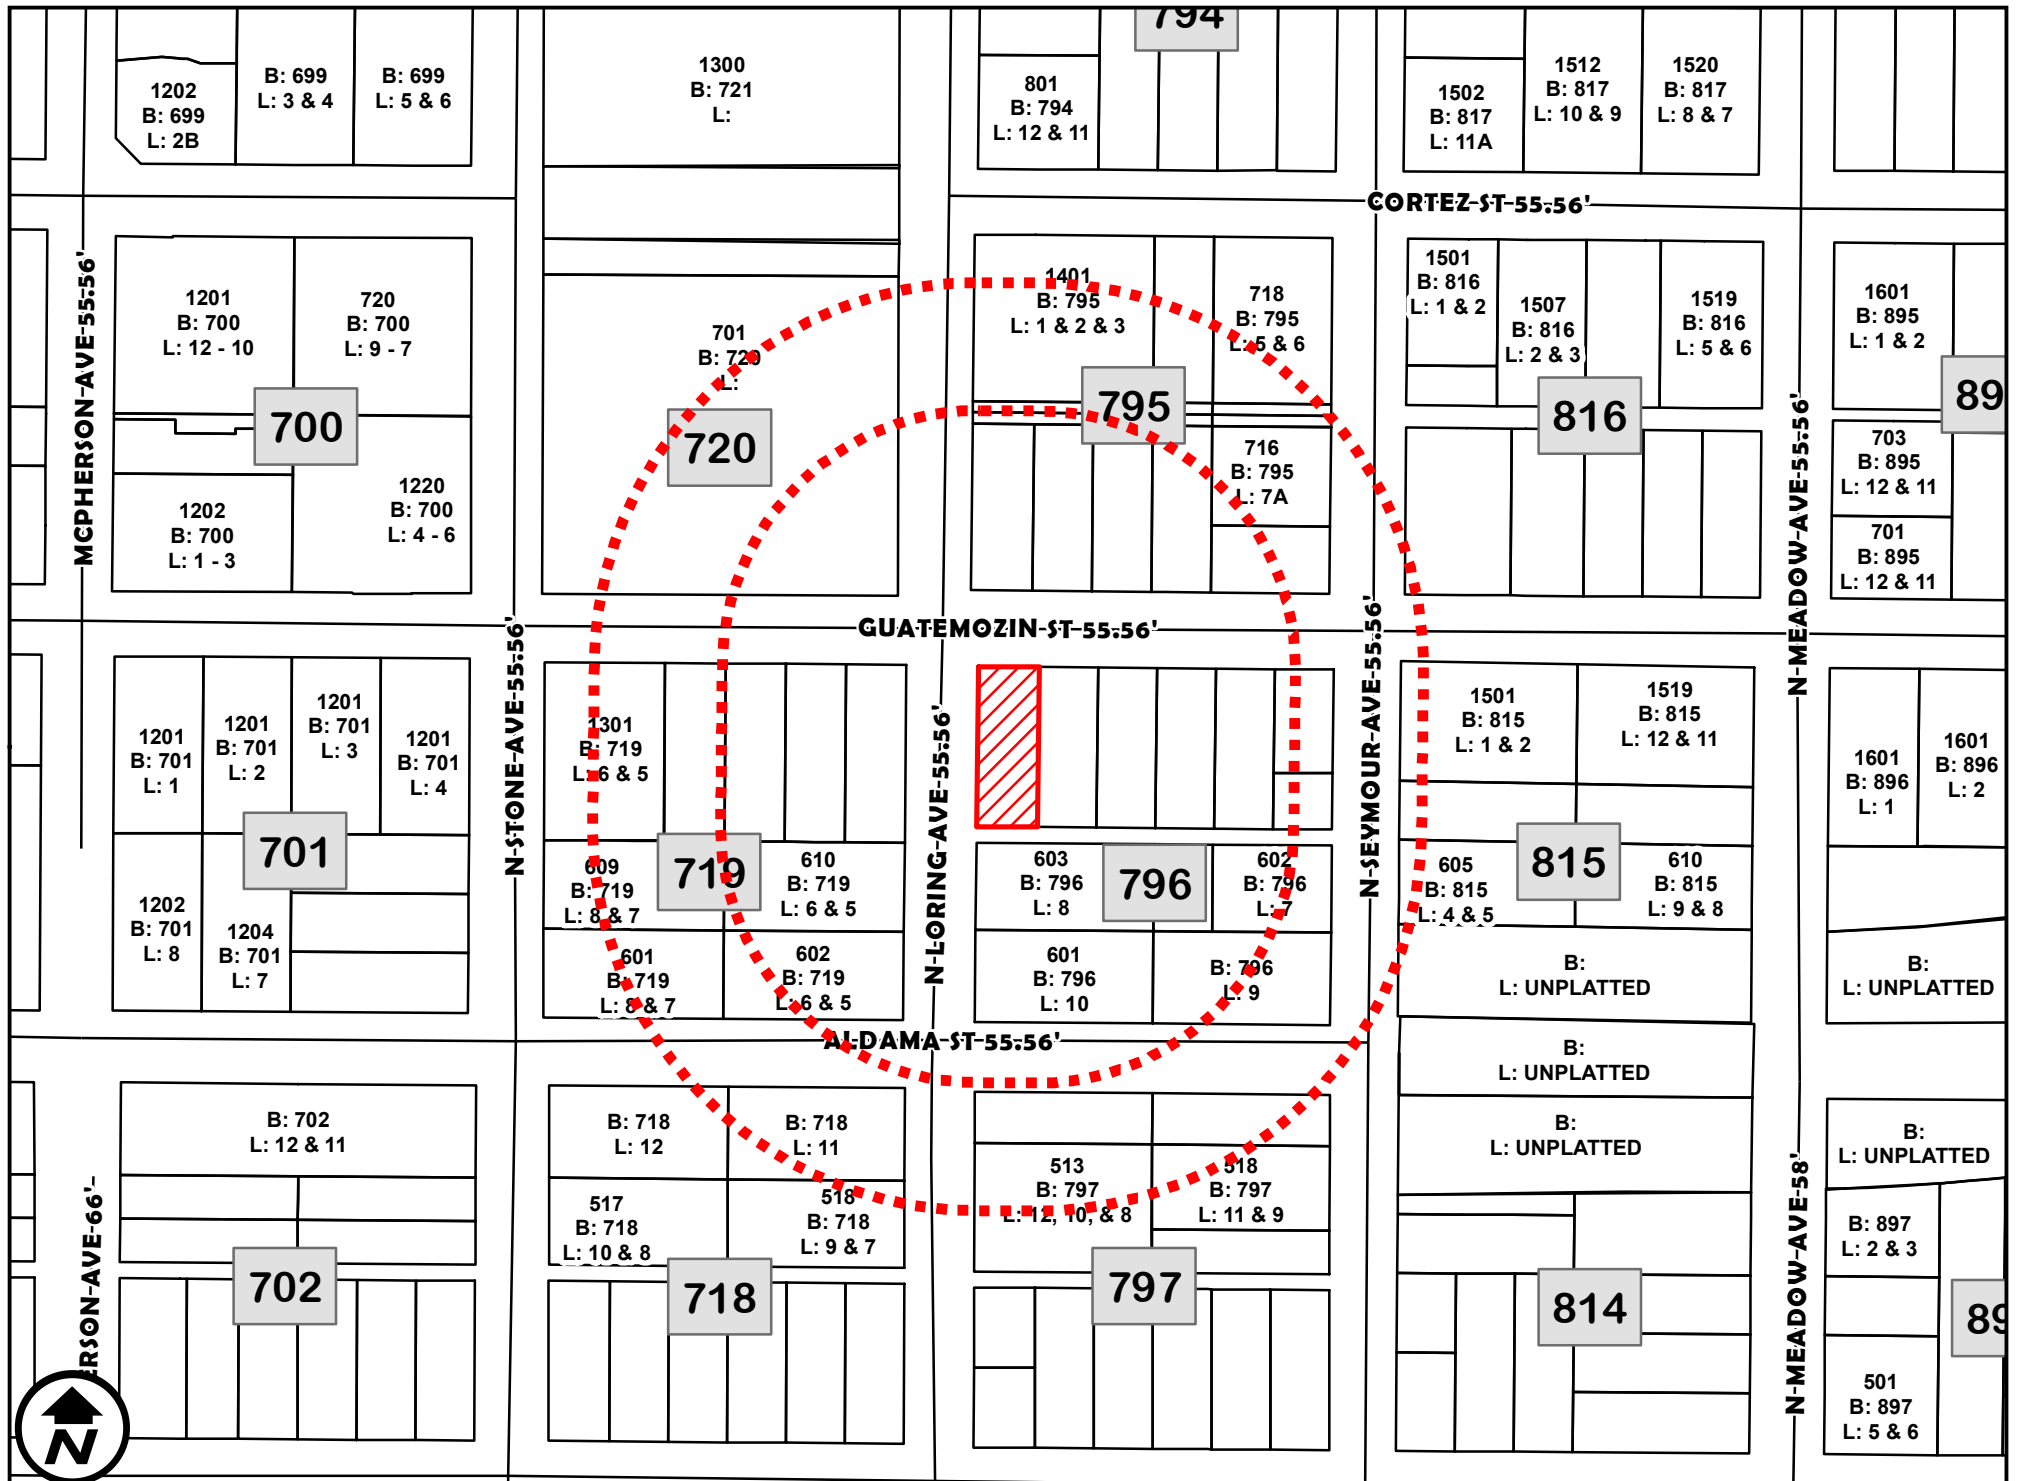 794
1202
B: 699
L: 2B
B: 699
L: 3 & 4
B: 699
L: 5 & 6
1300
B: 721
L:
801
B: 794
L: 12 & 11
1502
B: 817
L: 11A
1512
B: 817
L: 10 & 9
1520
B: 817
L: 8 & 7
CORTEZ ST 55.56'
MCPHERSON AVE 55.56'
1201
B: 700
L: 12 - 10
720
B: 700
L: 9 - 7
700
1202
B: 700
L: 1 - 3
1220
B: 700
L: 4 - 6
701
B: 720
L:
720
1401
B: 795
L: 1 & 2 & 3
718
B: 795
L: 5 & 6
795
716
B: 795
L: 7A
1501
B: 816
L: 1 & 2
1507
B: 816
L: 2 & 3
1519
B: 816
L: 5 & 6
816
N MEADOW AVE 55.56'
1601
B: 895
L: 1 & 2
89
703
B: 895
L: 12 & 11
701
B: 895
L: 12 & 11
GUATEMOZIN ST 55.56'
N STONE AVE 55.56'
N LORING AVE 55.56'
N SEYMOUR AVE 55.56'
1201
B: 701
L: 1
1201
B: 701
L: 2
1201
B: 701
L: 3
1201
B: 701
L: 4
701
1202
B: 701
L: 8
1204
B: 701
L: 7
1301
B: 719
L: 6 & 5
719
609
B: 719
L: 8 & 7
610
B: 719
L: 6 & 5
601
B: 719
L: 8 & 7
602
B: 719
L: 6 & 5
603
B: 796
L: 8
796
602
B: 796
L: 7
601
B: 796
L: 10
B: 796
L: 9
1501
B: 815
L: 1 & 2
1519
B: 815
L: 12 & 11
815
605
B: 815
L: 4 & 5
610
B: 815
L: 9 & 8
B:
L: UNPLATTED
B:
L: UNPLATTED
B:
L: UNPLATTED
1601
B: 896
L: 1
1601
B: 896
L: 2
B:
L: UNPLATTED
B:
L: UNPLATTED
ALDAMA ST 55.56'
ERSON AVE 66'
B: 702
L: 12 & 11
702
B: 718
L: 12
B: 718
L: 11
517
B: 718
L: 10 & 8
518
B: 718
L: 9 & 7
718
513
B: 797
L: 12, 10, & 8
518
B: 797
L: 11 & 9
797
814
N MEADOW AVE 58'
B: 897
L: 2 & 3
89
501
B: 897
L: 5 & 6
N